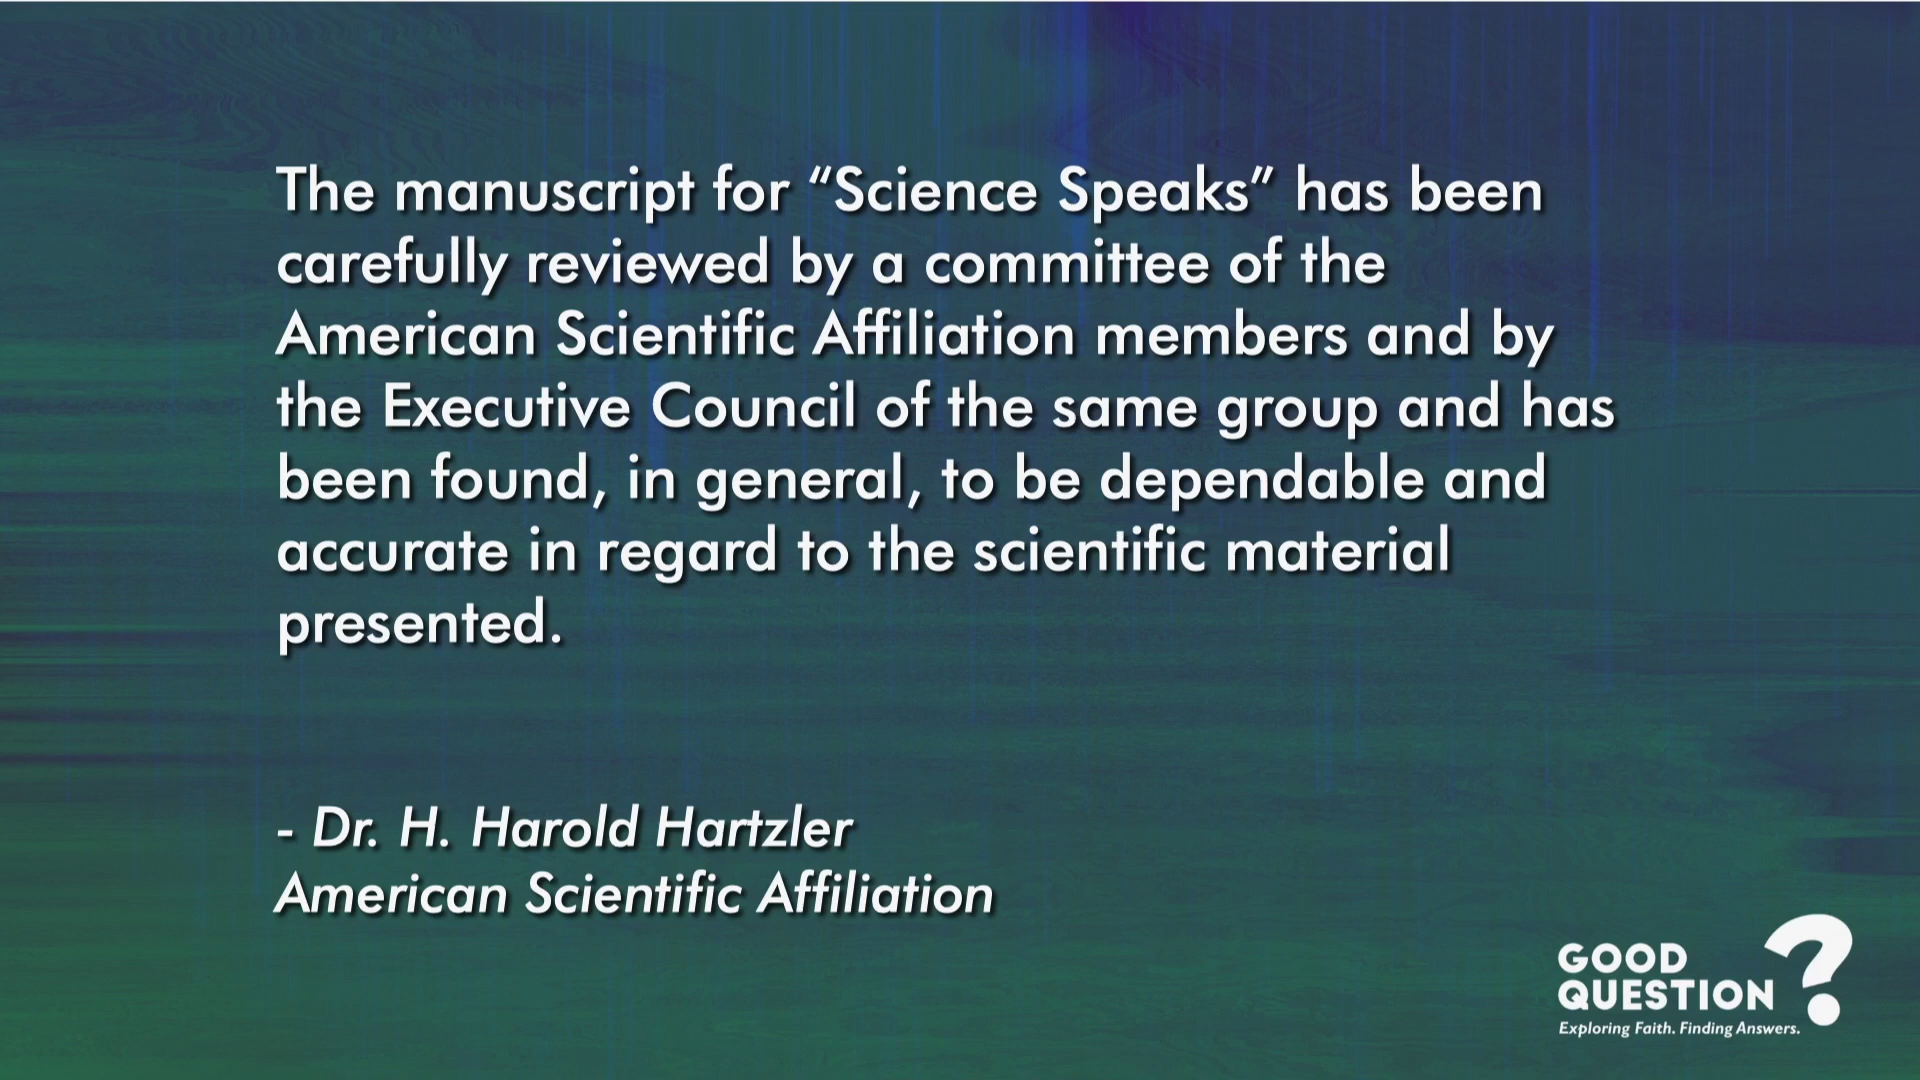 The manuscript for “Science Speaks” has been
carefully reviewed by a committee of the
American Scientific Affiliation members and by
the Executive Council of the same group and has
been found, in general, to be dependable and
accurate in regard to the scientific material
presented.
- Dr. H. Harold Hartzler
American Scientific Affiliation
GOOD
QUESTION?
Exploring Faith. Finding Answers.